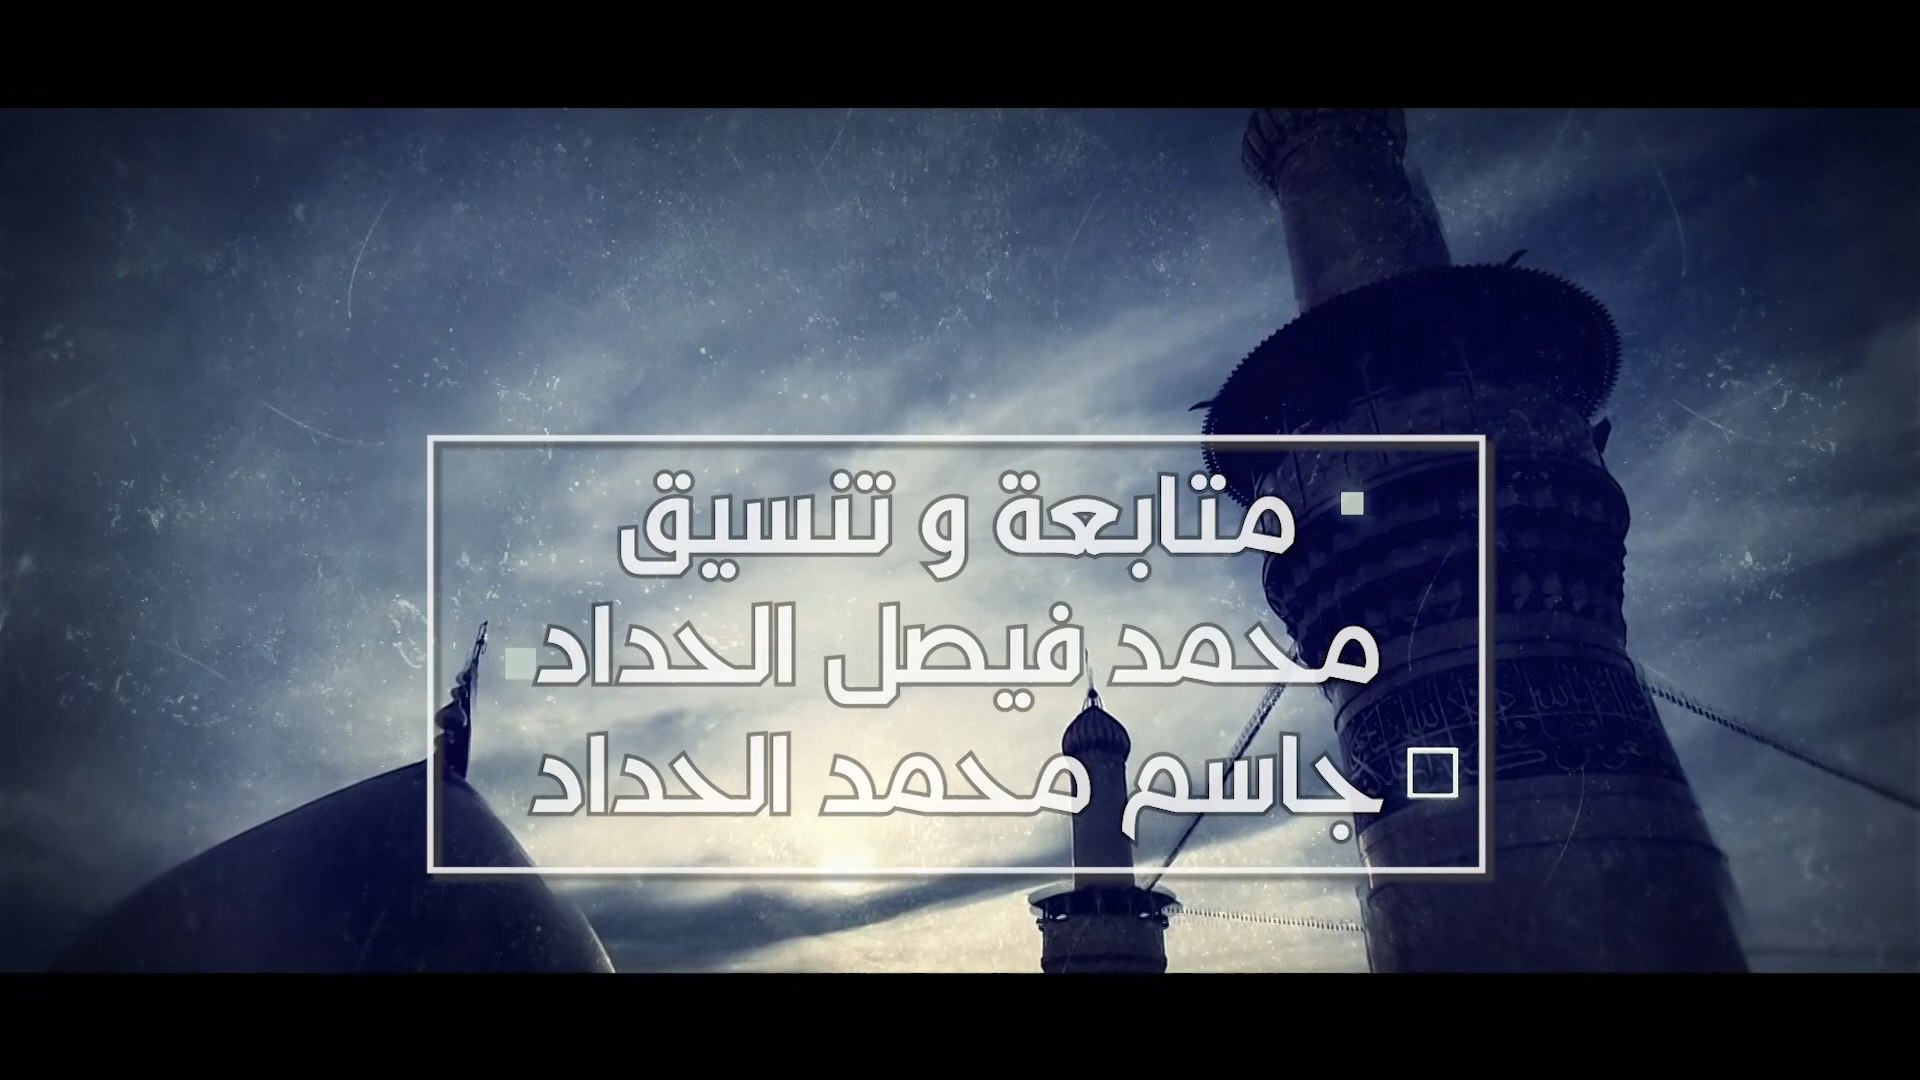 متابعة و تنسيق
محمد فيصل الحداد
جاسم محمد الحداد